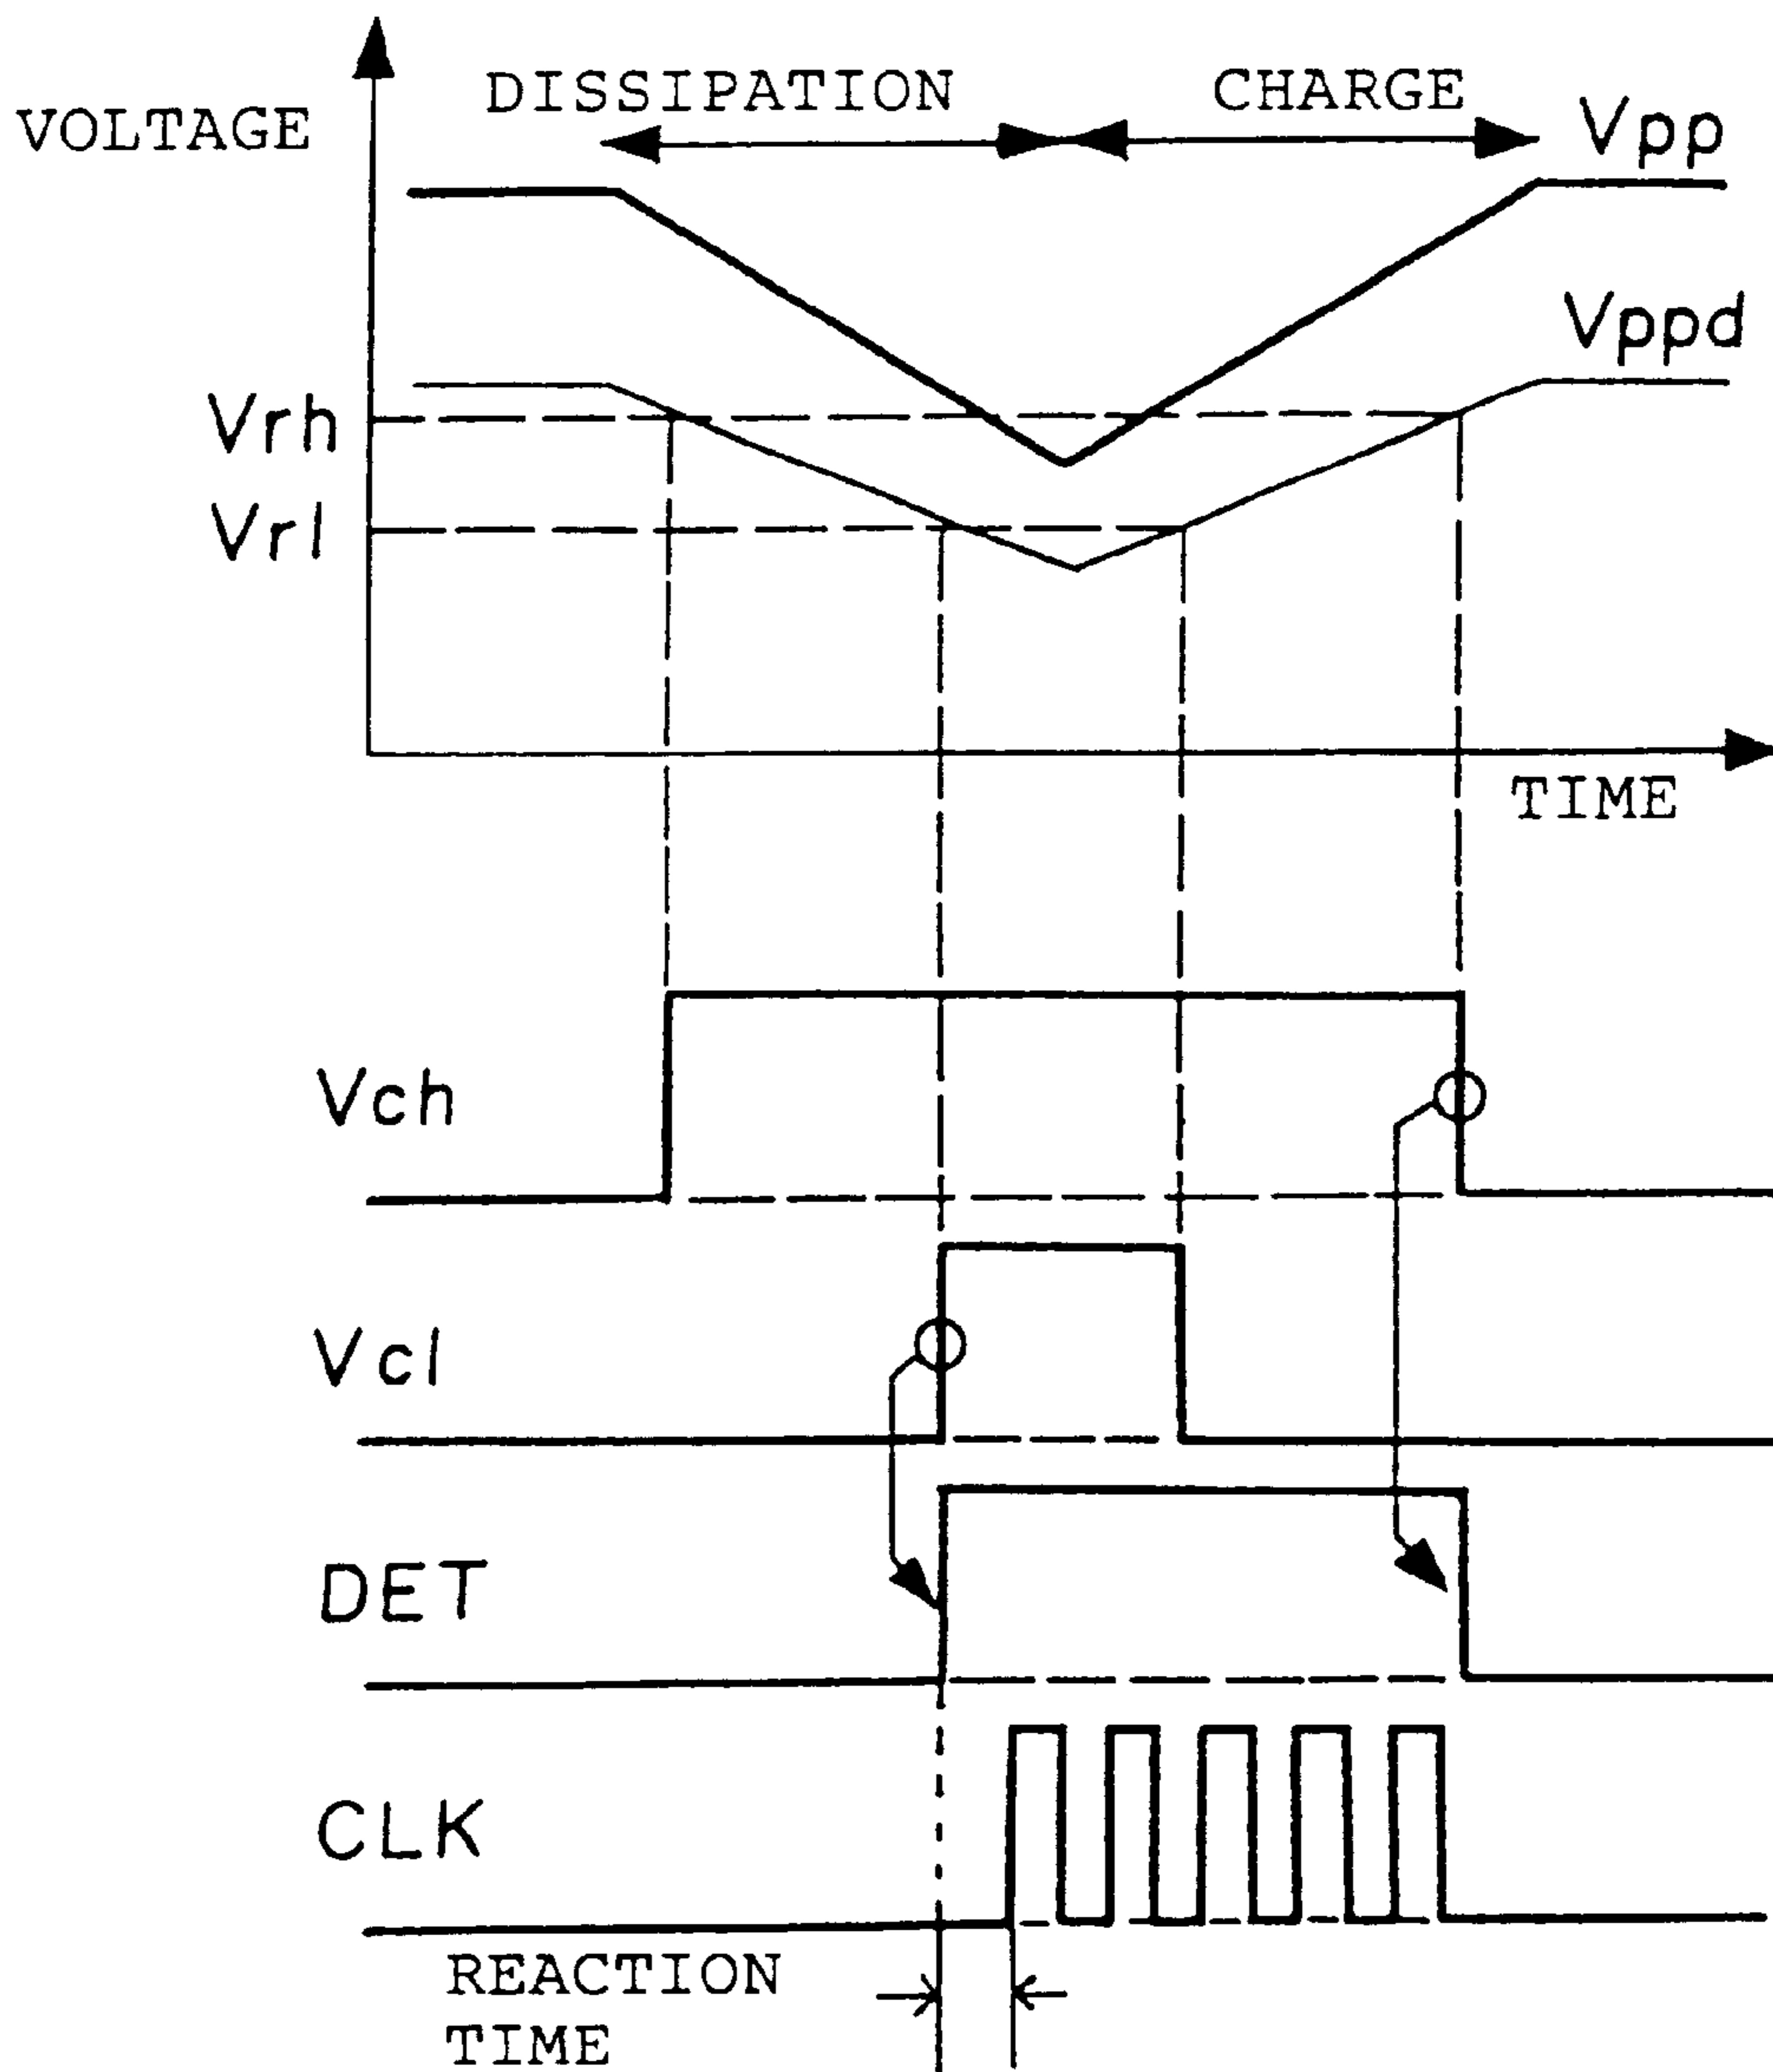 VOLTAGE
DISSIPATION
CHARGE
Vpp
Vppd
Vrh
Vrl
TIME
Vch
Vcl
DET
CLK
REACTION
TIME